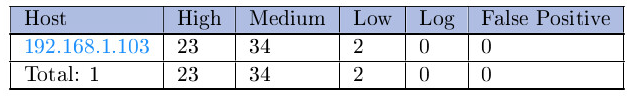 Host High Medium Low Log False Positive
192.168.1.103 23 34 2 0 0
Total: 1 23 34 2 0 0